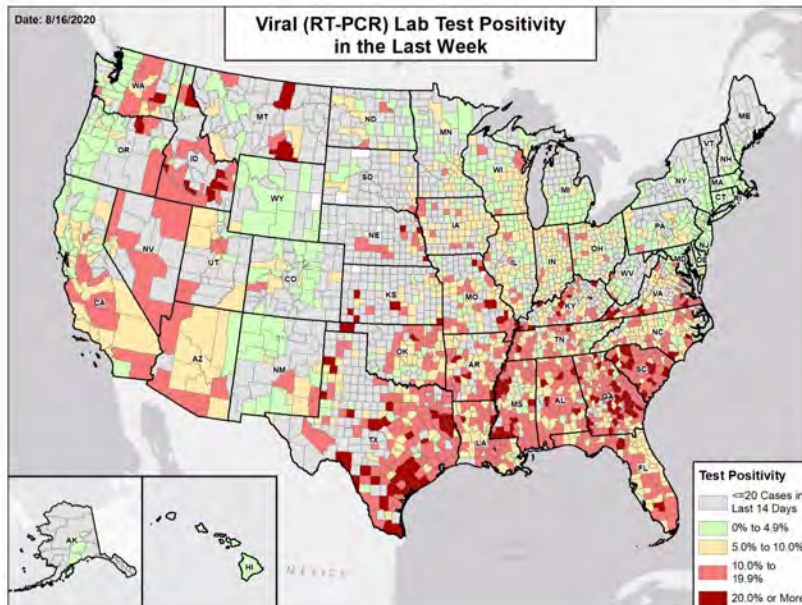 Date: 8/16/2020
Viral (RT-PCR) Lab Test Positivity
in the Last Week
WA
MT
ND
MN
ME
OR
ID
SD
WI
VT
NH
NY
MA
CT
WY
MI
IA
PA
NJ
NV
UT
NE
IL
IN
OH
MD
DE
CA
CO
KS
MO
WV
VA
KY
AZ
NM
OK
AR
TN
NC
SC
MS
AL
GA
TX
LA
FL
AK
HI
MEXICO
Test Positivity
<=20 Cases in
Last 14 Days
0% to 4.9%
5.0% to 10.0%
10.0% to
19.9%
20.0% or More